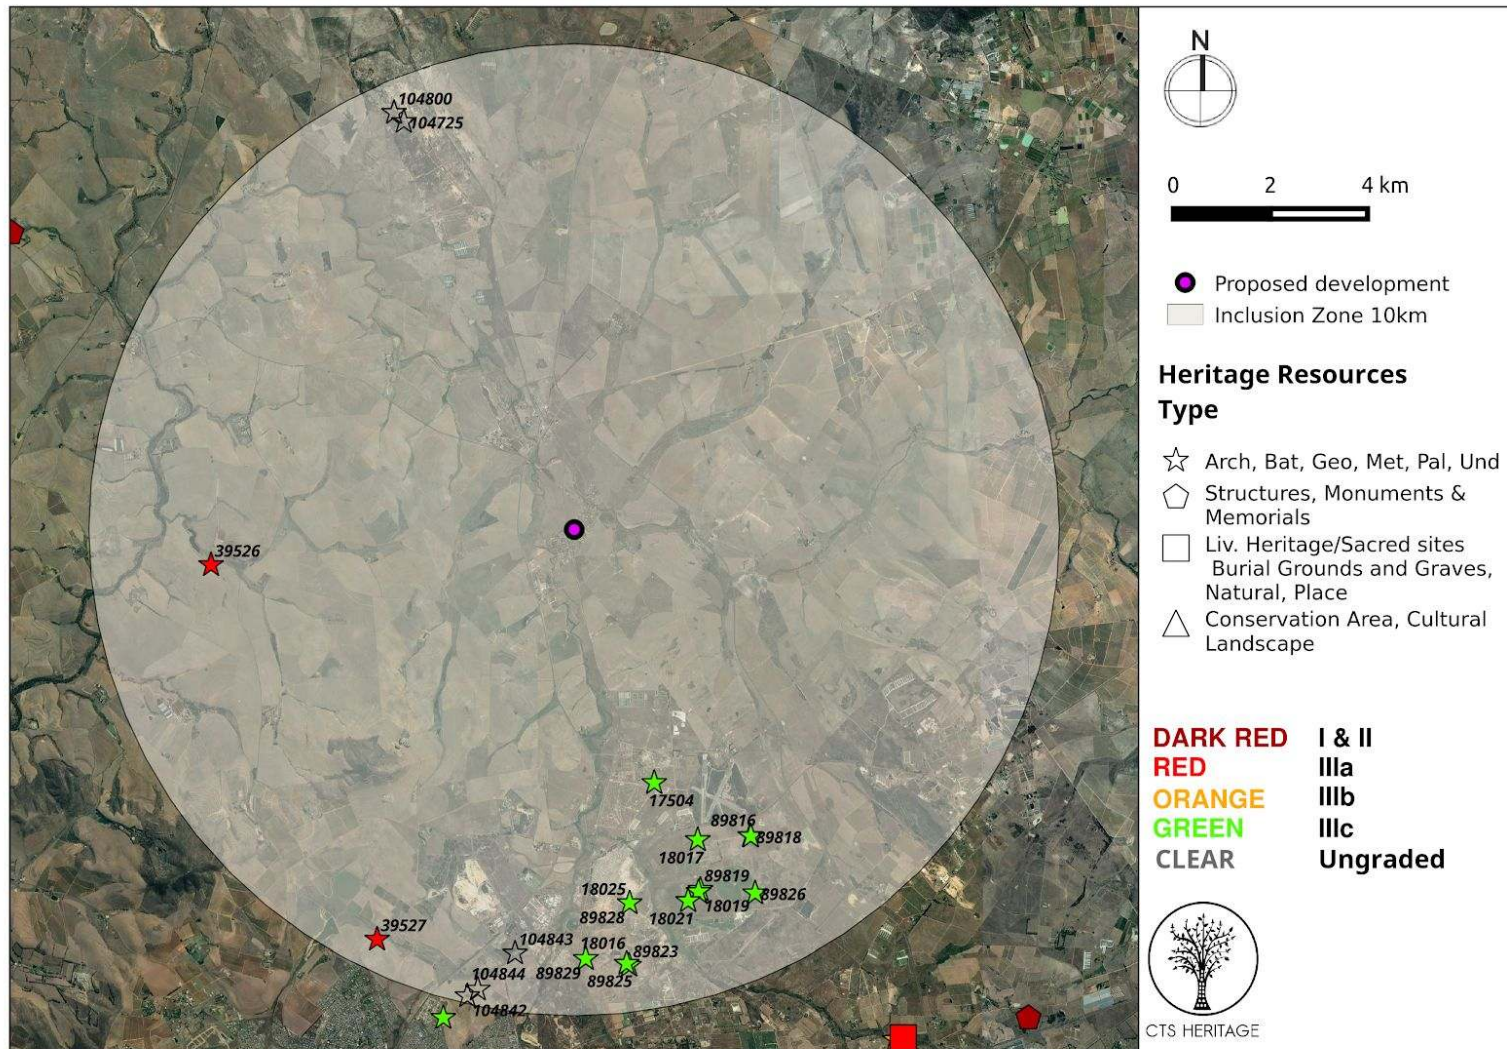 104800
104725
39526
17504
89816
89818
18017
89819
18025
89826
18019
89828
18021
39527
104843
18016
89823
104844
89829
89825
104842
N
0 2 4 km
Proposed development
Inclusion Zone 10km
Heritage Resources
Type
Arch, Bat, Geo, Met, Pal, Und
Structures, Monuments &
Memorials
Liv. Heritage/Sacred sites
Burial Grounds and Graves,
Natural, Place
Conservation Area, Cultural
Landscape
DARK RED I & II
RED IIIa
ORANGE IIIb
GREEN IIIc
CLEAR Ungraded
CTS HERITAGE